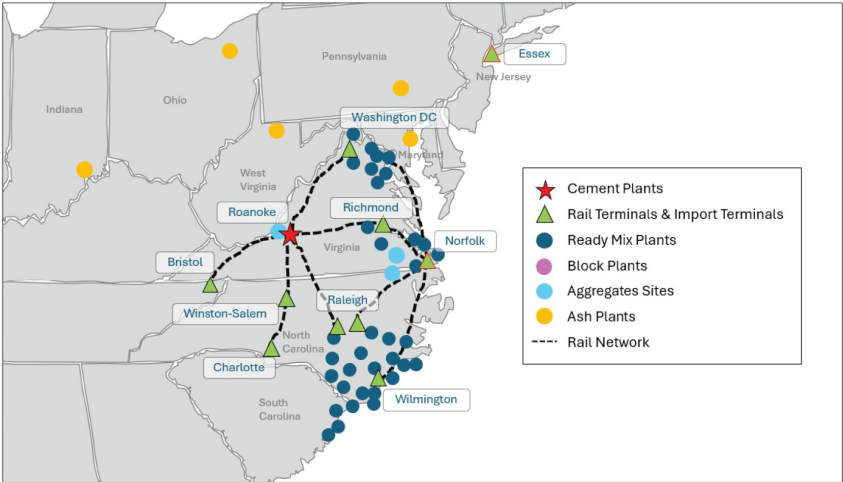 Essex
Pennsylvania
New Jersey
Ohio
Indiana
Washington DC
Maryland
West
Virginia
Roanoke
Richmond
Virginia
Norfolk
Bristol
Winston-Salem
Raleigh
North
Carolina
Charlotte
Wilmington
South
Carolina
Cement Plants
Rail Terminals & Import Terminals
Ready Mix Plants
Block Plants
Aggregates Sites
Ash Plants
Rail Network